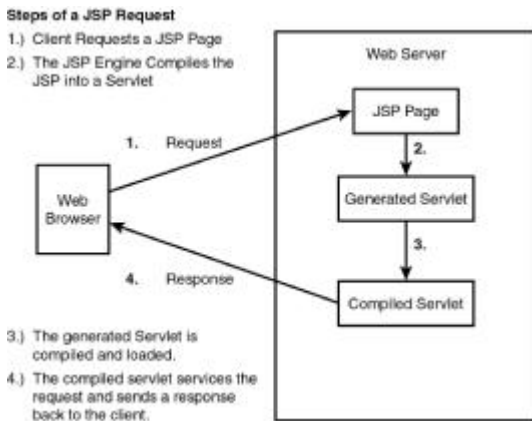 Steps of a JSP Request
1.) Client Requests a JSP Page
2.) The JSP Engine Complies the
JSP into a Servlet
Web Server
JSP Page
1. Request
2.
Web
Browser
Generated Servlet
3.
4. Response
Compiled Servlet
3.) The generated Servlet is
compiled and loaded.
4.) The compiled servlet services the
request and sends a response
back to the client.